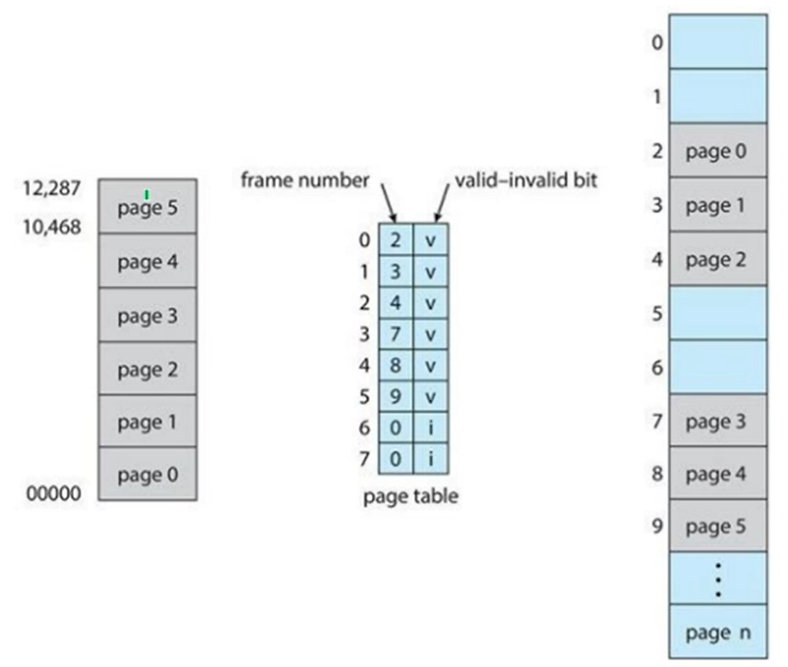 12,287
page 5
10,468
page 4
page 3
page 2
page 1
page 0
00000
frame number
valid–invalid bit
0 2 v
1 3 v
2 4 v
3 7 v
4 8 v
5 9 v
6 0 i
7 0 i
page table
0
1
2 page 0
3 page 1
4 page 2
5
6
7 page 3
8 page 4
9 page 5
page n